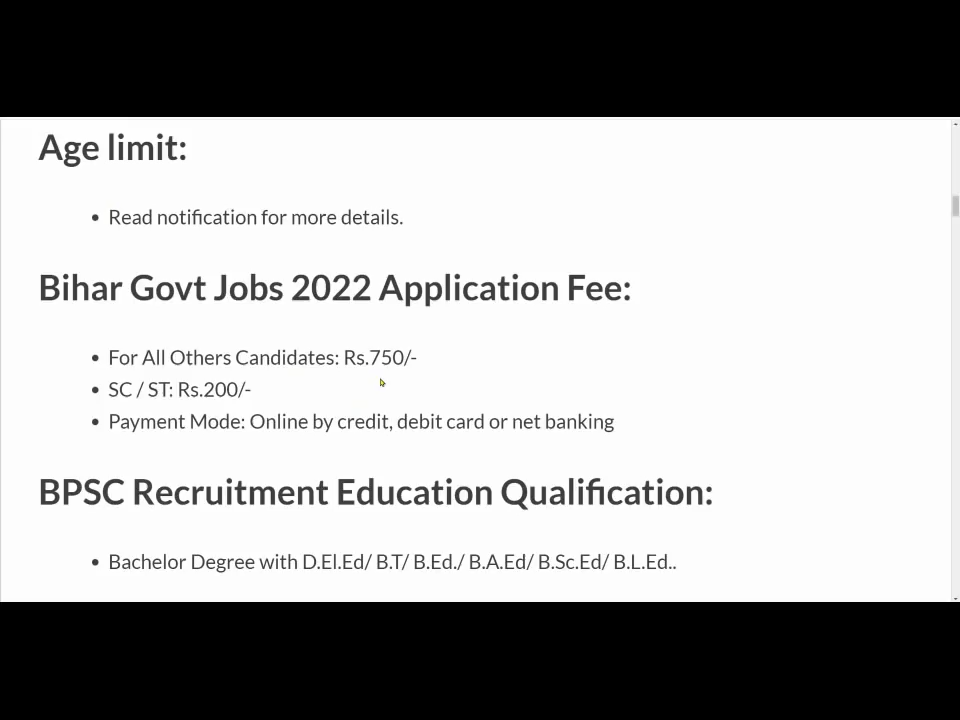 Age limit:
• Read notification for more details.
Bihar Govt Jobs 2022 Application Fee:
• For All Others Candidates: Rs.750/-
• SC / ST: Rs.200/-
• Payment Mode: Online by credit, debit card or net banking
BPSC Recruitment Education Qualification:
• Bachelor Degree with D.El.Ed/ B.T/ B.Ed./ B.A.Ed/ B.Sc.Ed/ B.L.Ed..